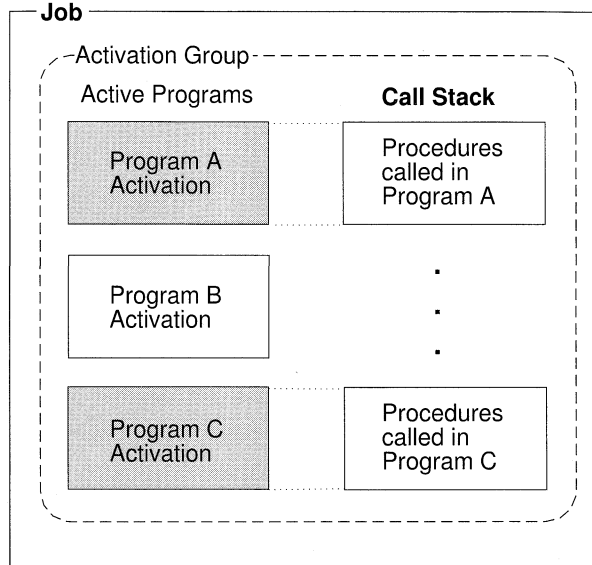 Job
Activation Group
Active Programs
Call Stack
Program A
Activation
Procedures
called in
Program A
Program B
Activation
Program C
Activation
Procedures
called in
Program C